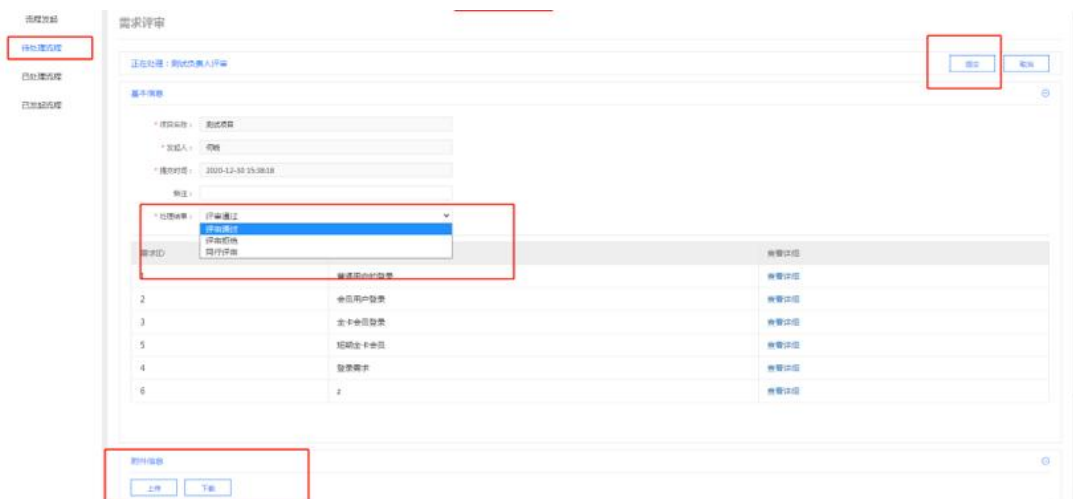 流程发起
待处理流程
已处理流程
已发起流程
需求评审
正在处理：测试负责人评审
提交
取消
基本信息
* 项目名称：
测试项目
* 发起人：
* 提交时间：
2020-12-30 15:38:18
备注：
* 处理结果：
评审通过
评审通过
评审拒绝
同行评审
需求ID
查看详细
1
普通用户的登录
查看详细
2
会员用户登录
查看详细
3
金卡会员登录
查看详细
5
短期金卡会员
查看详细
4
登录需求
查看详细
6
z
查看详细
附件信息
上传
下载